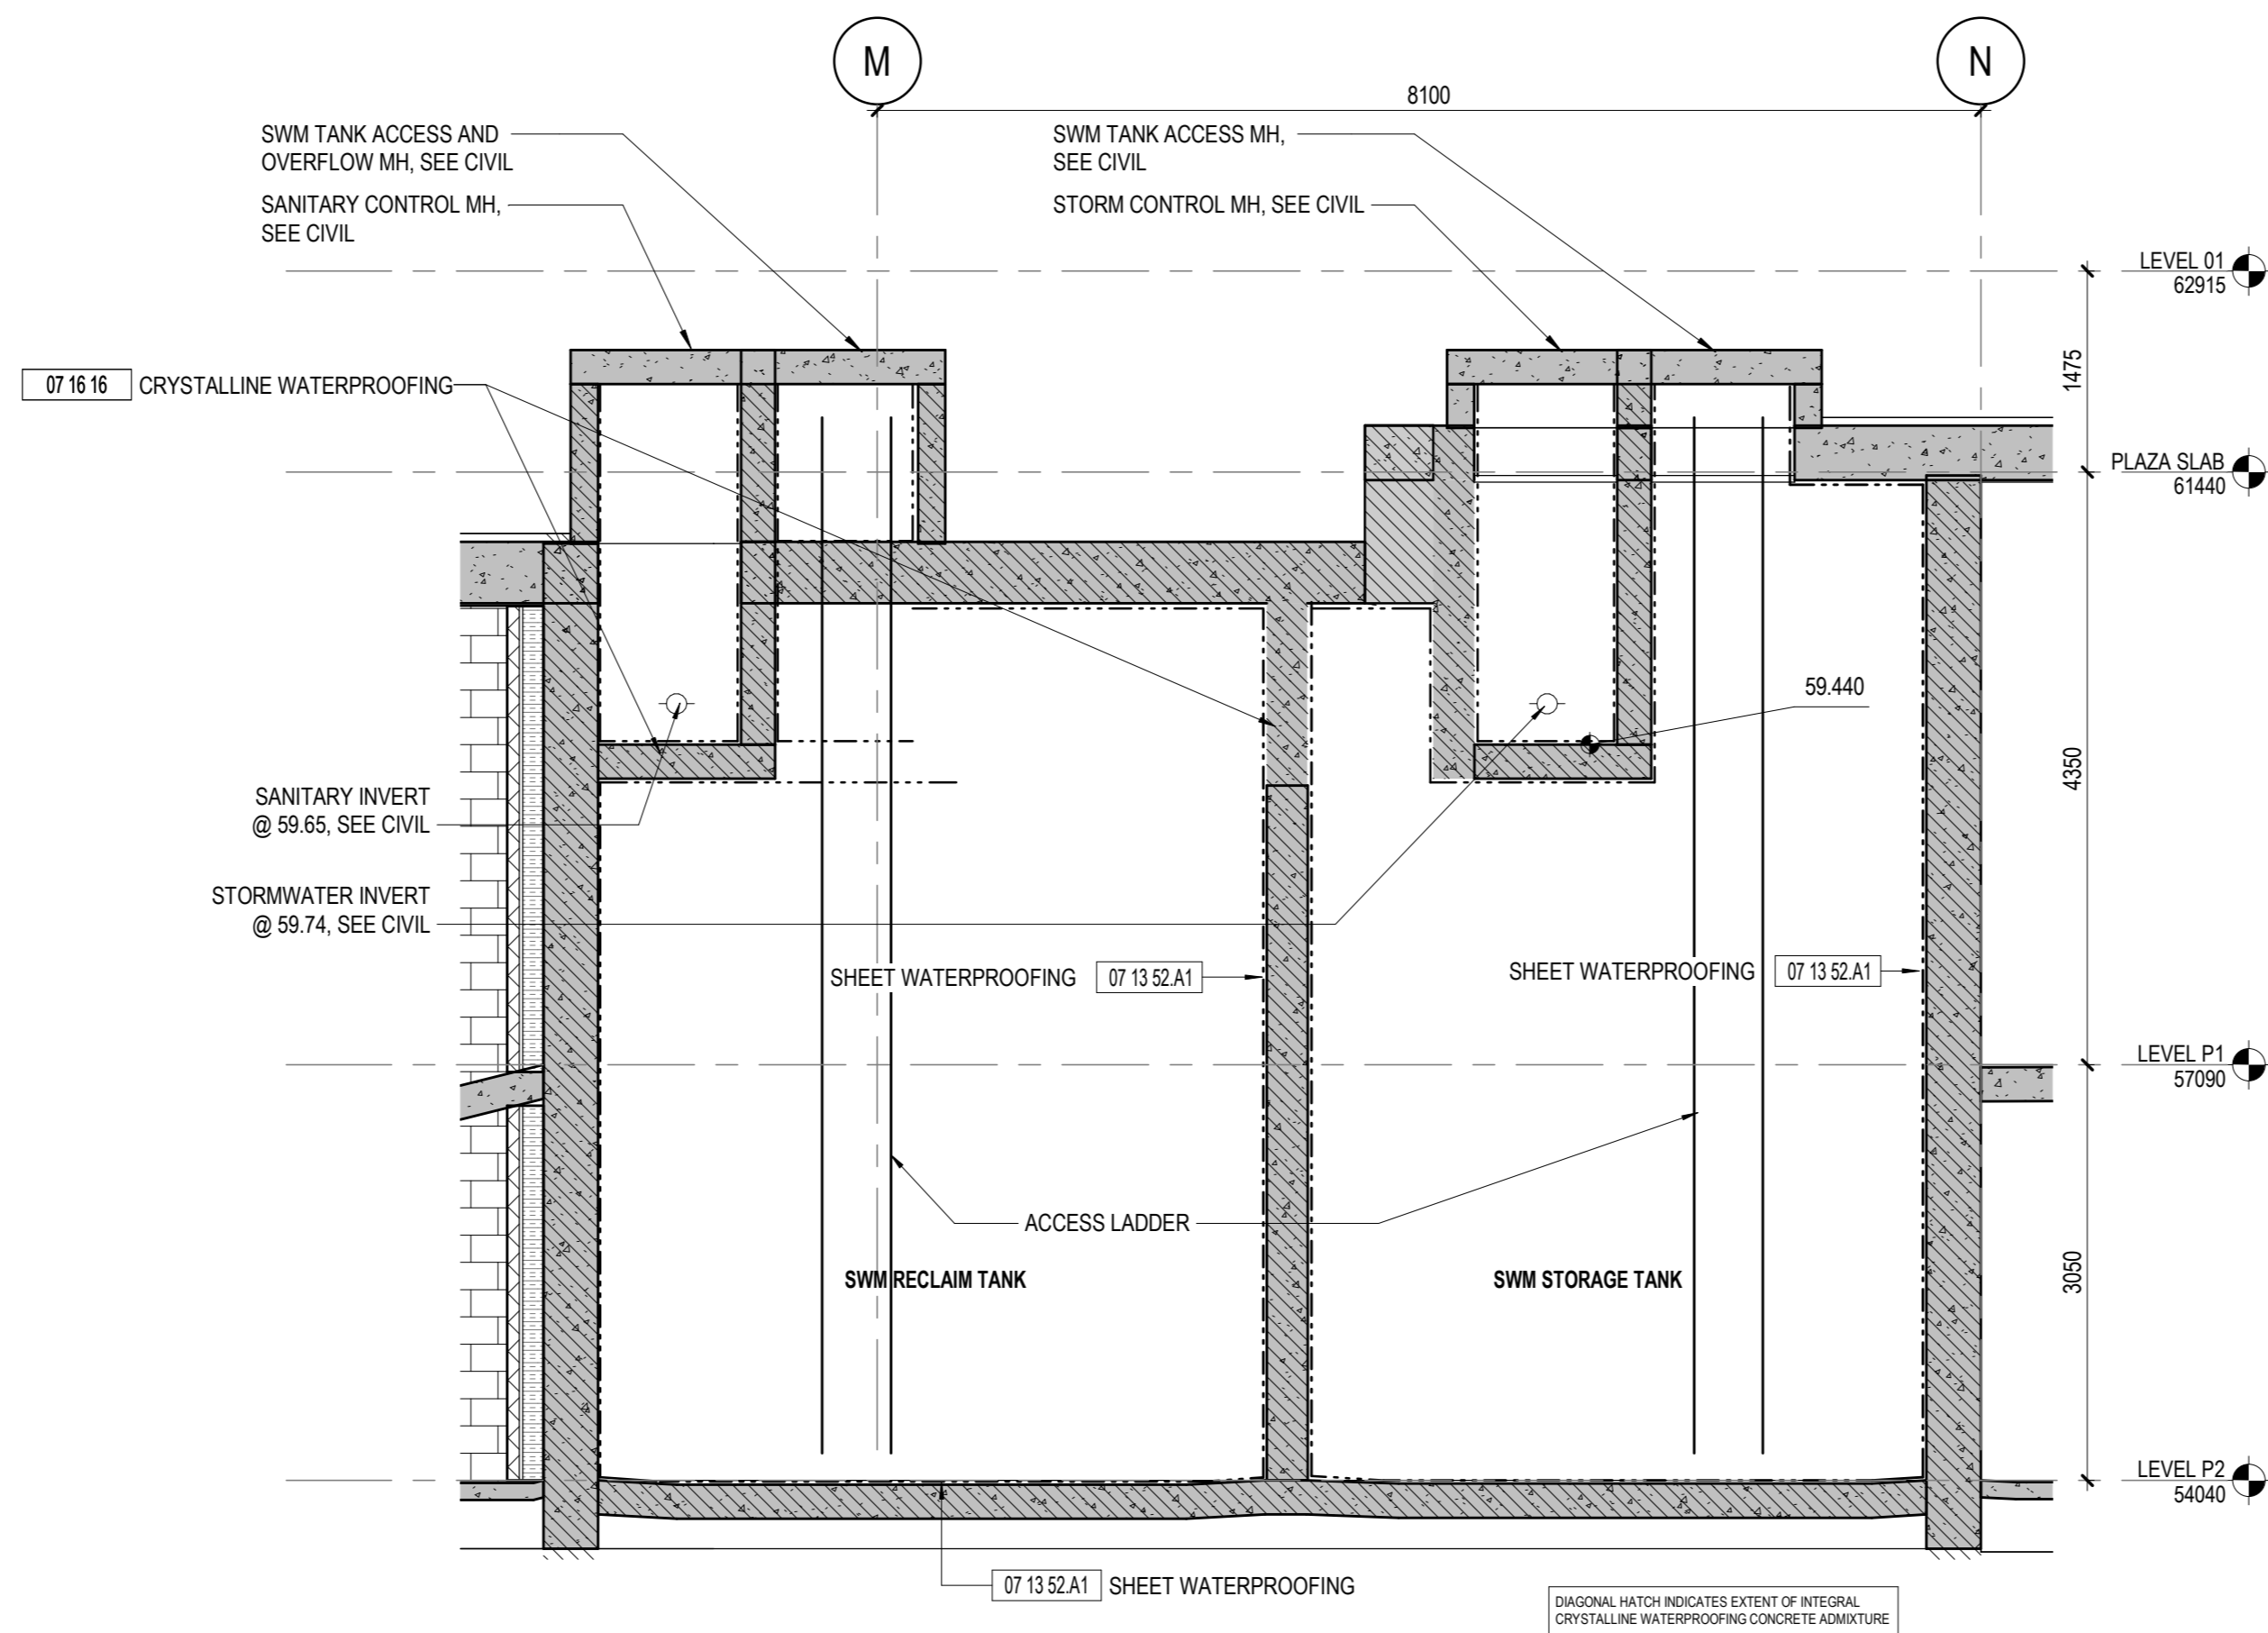 M
N
8100
SWM TANK ACCESS AND
OVERFLOW MH, SEE CIVIL
SANITARY CONTROL MH,
SEE CIVIL
SWM TANK ACCESS MH,
SEE CIVIL
STORM CONTROL MH, SEE CIVIL
LEVEL 01
62915
1475
07 16 16 CRYSTALLINE WATERPROOFING
PLAZA SLAB
61440
59.440
4350
SANITARY INVERT
@ 59.65, SEE CIVIL
STORMWATER INVERT
@ 59.74, SEE CIVIL
SHEET WATERPROOFING 07 13 52.A1
SHEET WATERPROOFING 07 13 52.A1
LEVEL P1
57090
ACCESS LADDER
3050
SWM RECLAIM TANK
SWM STORAGE TANK
LEVEL P2
54040
07 13 52.A1 SHEET WATERPROOFING
DIAGONAL HATCH INDICATES EXTENT OF INTEGRAL
CRYSTALLINE WATERPROOFING CONCRETE ADMIXTURE